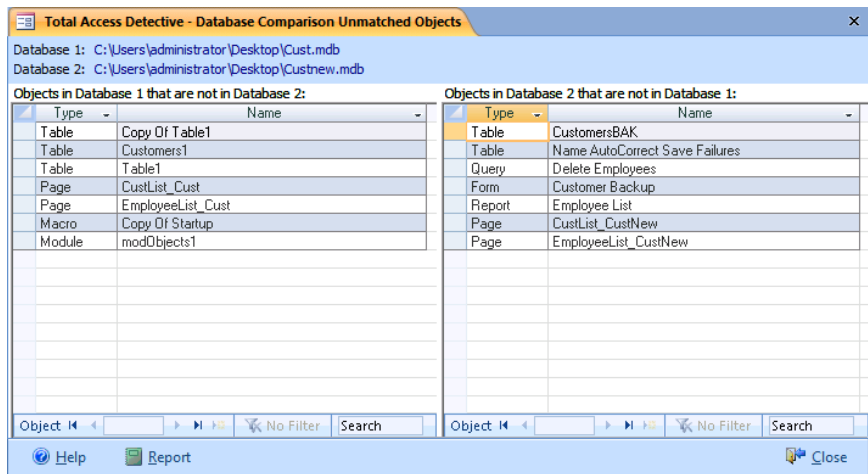 Total Access Detective - Database Comparison Unmatched Objects
Database 1: C:\Users\administrator\Desktop\Cust.mdb
Database 2: C:\Users\administrator\Desktop\Custnew.mdb
Objects in Database 1 that are not in Database 2:
Type Name
Table Copy Of Table1
Table Customers1
Table Table1
Page CustList_Cust
Page EmployeeList_Cust
Macro Copy Of Startup
Module modObjects1
Object No Filter Search
Objects in Database 2 that are not in Database 1:
Type Name
Table CustomersBAK
Table Name AutoCorrect Save Failures
Query Delete Employees
Form Customer Backup
Report Employee List
Page CustList_CustNew
Page EmployeeList_CustNew
Object No Filter Search
Help Report Close